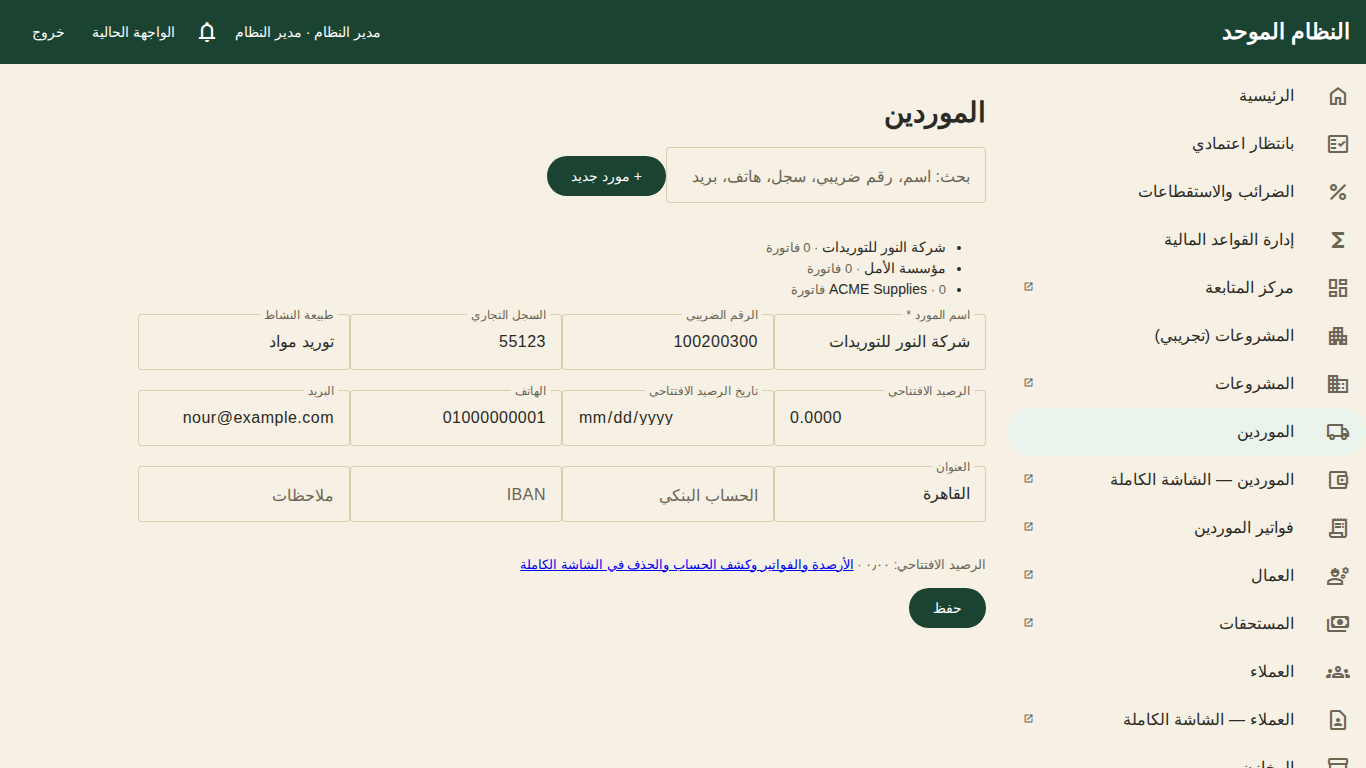 النظام الموحد
مدير النظام · مدير النظام
الواجهة الحالية
خروج
الرئيسية
بانتظار اعتمادي
الضرائب والاستقطاعات
إدارة القواعد المالية
مركز المتابعة
المشروعات (تجريبي)
المشروعات
الموردين
الموردين — الشاشة الكاملة
فواتير الموردين
العمال
المستحقات
العملاء
العملاء — الشاشة الكاملة
الموردين
بحث: اسم، رقم ضريبي، سجل، هاتف، بريد
+ مورد جديد
شركة النور للتوريدات · 0 فاتورة
مؤسسة الأمل · 0 فاتورة
ACME Supplies · 0 فاتورة
اسم المورد *
شركة النور للتوريدات
الرقم الضريبي
100200300
السجل التجاري
55123
طبيعة النشاط
توريد مواد
الرصيد الافتتاحي
0.0000
تاريخ الرصيد الافتتاحي
mm/dd/yyyy
الهاتف
01000000001
البريد
nour@example.com
العنوان
القاهرة
الحساب البنكي
IBAN
ملاحظات
الرصيد الافتتاحي: ٠٫٠٠ · الأرصدة والفواتير وكشف الحساب والحذف في الشاشة الكاملة
حفظ